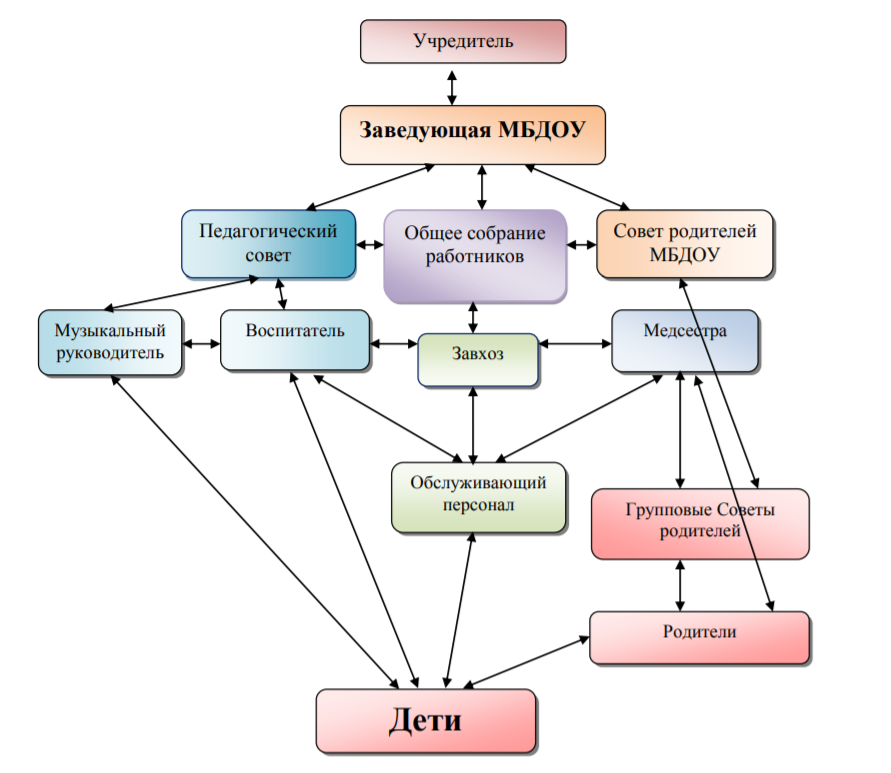 Учредитель
Заведующая МБДОУ
Педагогический
совет
Общее собрание
работников
Совет родителей
МБДОУ
Музыкальный
руководитель
Воспитатель
Завхоз
Медсестра
Обслуживающий
персонал
Групповые Советы
родителей
Родители
Дети